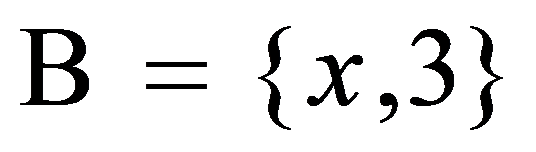 B = {x,3}